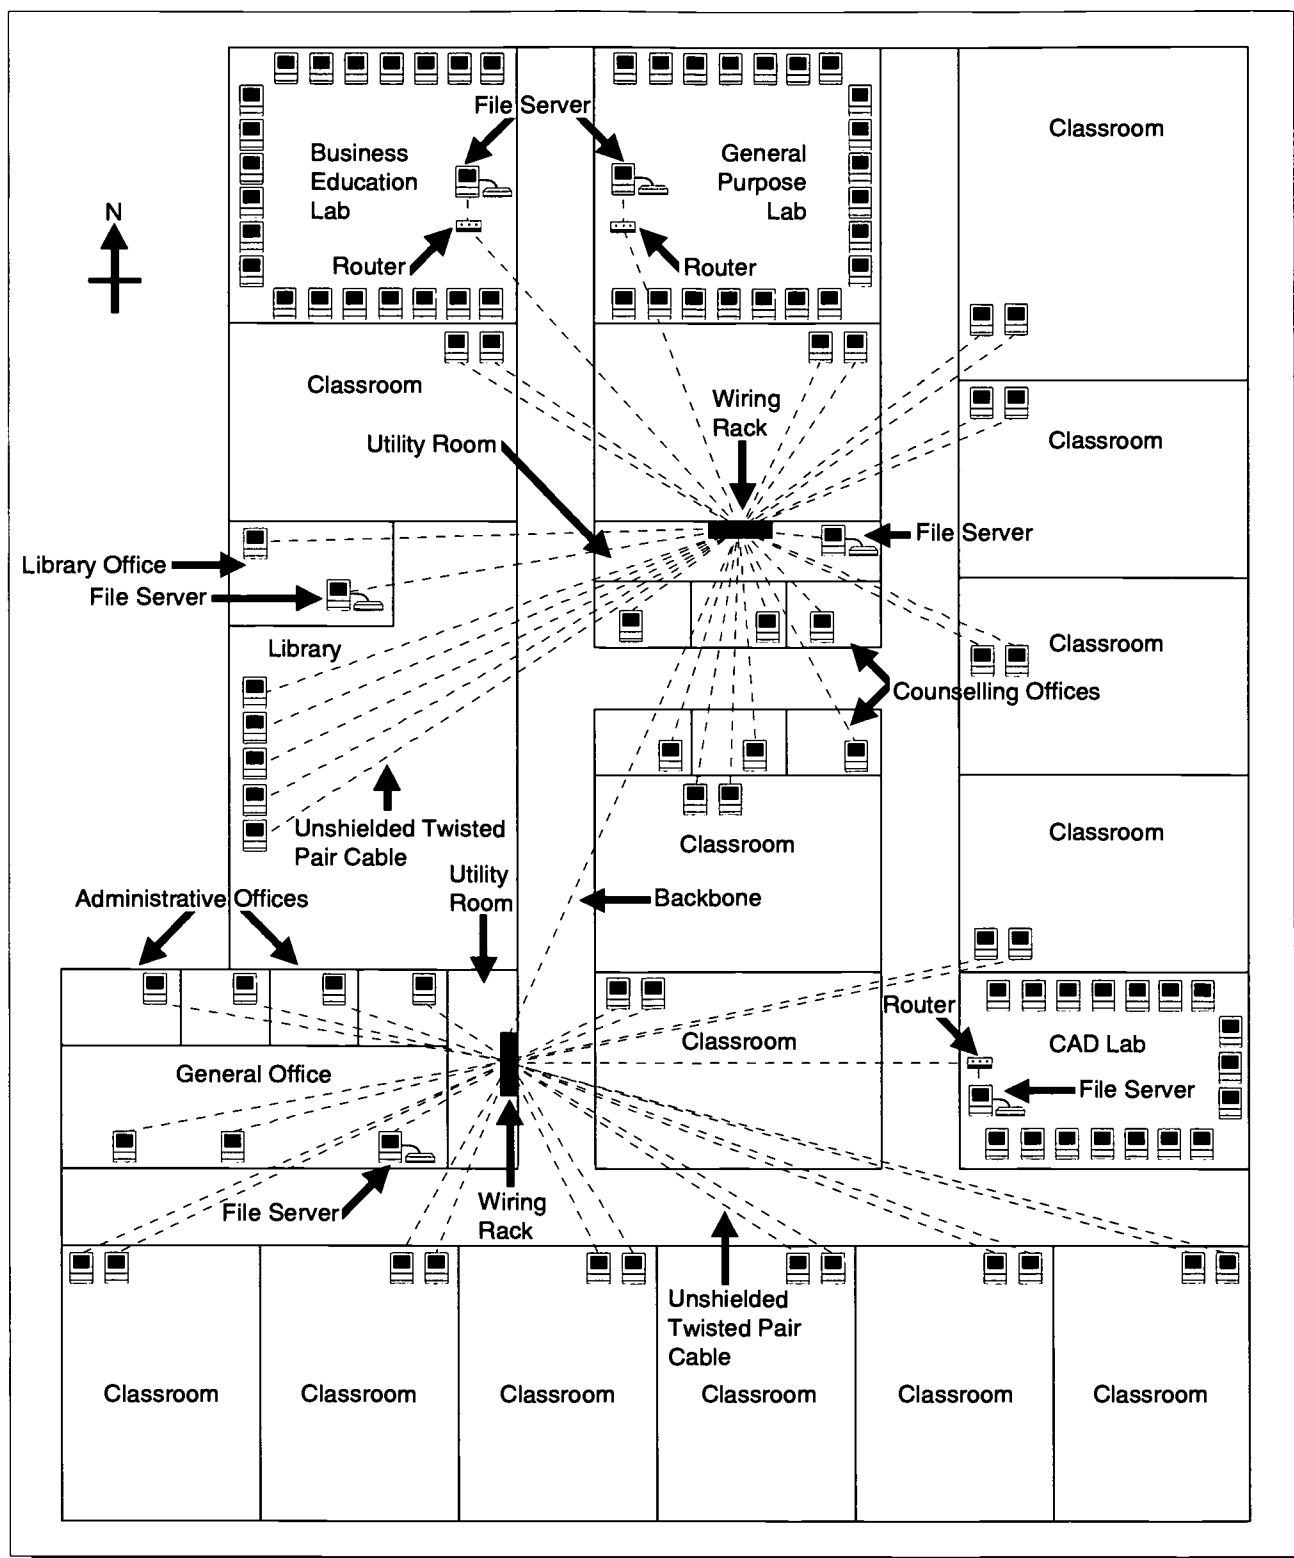 File Server
Classroom
Business
Education
Lab
General
Purpose
Lab
N
Router
Router
Classroom
Wiring
Rack
Classroom
Utility Room
File Server
Library Office
File Server
Library
Classroom
Counselling Offices
Unshielded Twisted
Pair Cable
Classroom
Classroom
Utility
Room
Administrative Offices
Backbone
Router
Classroom
CAD Lab
General Office
File Server
File Server
Wiring
Rack
Unshielded
Twisted Pair
Cable
Classroom
Classroom
Classroom
Classroom
Classroom
Classroom